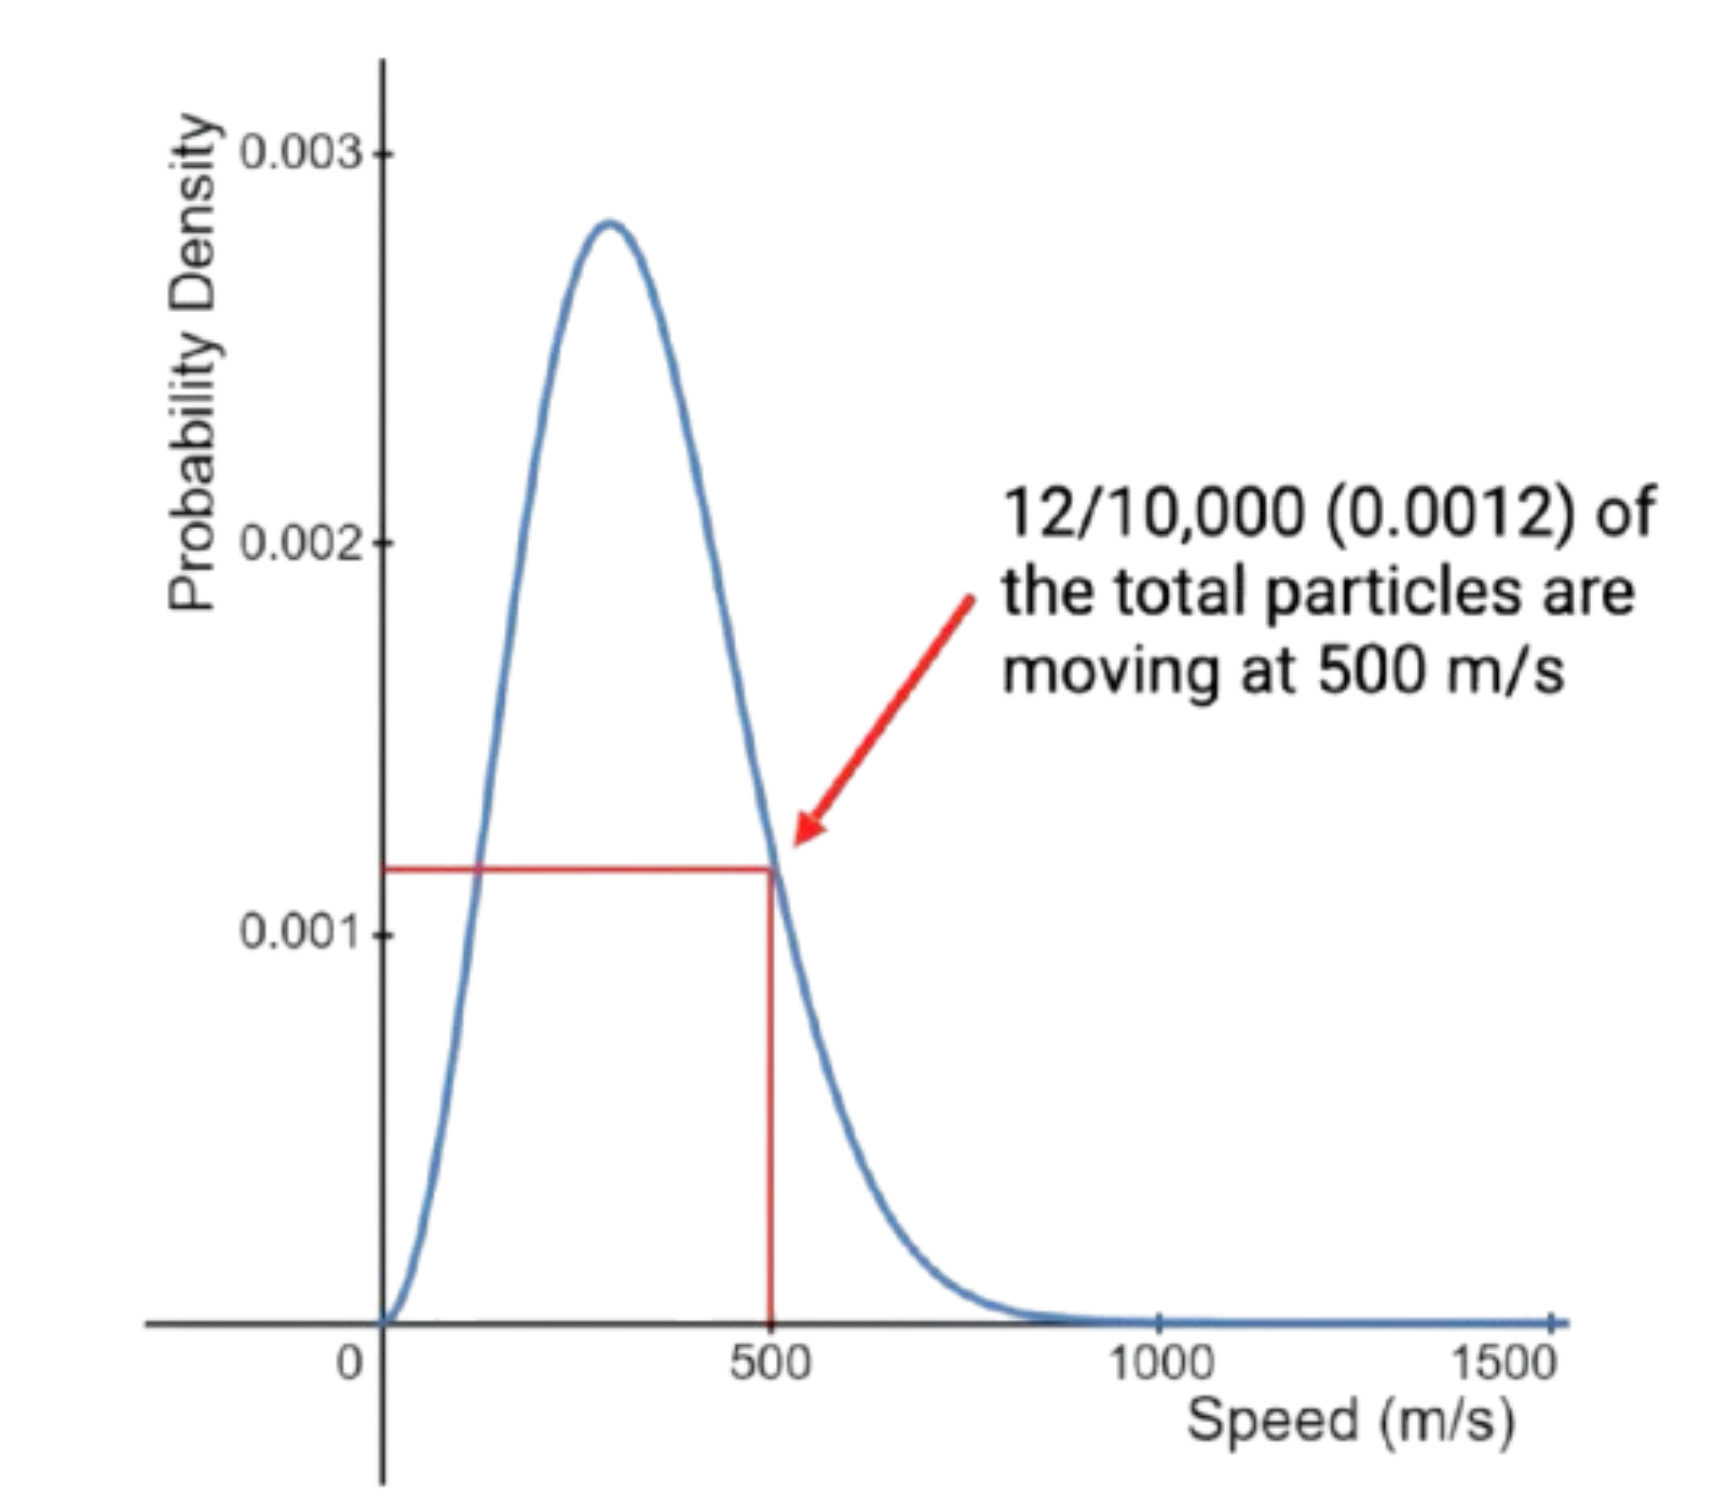 Probability Density
0.003
0.002
0.001
12/10,000 (0.0012) of
the total particles are
moving at 500 m/s
0
500
1000
1500
Speed (m/s)